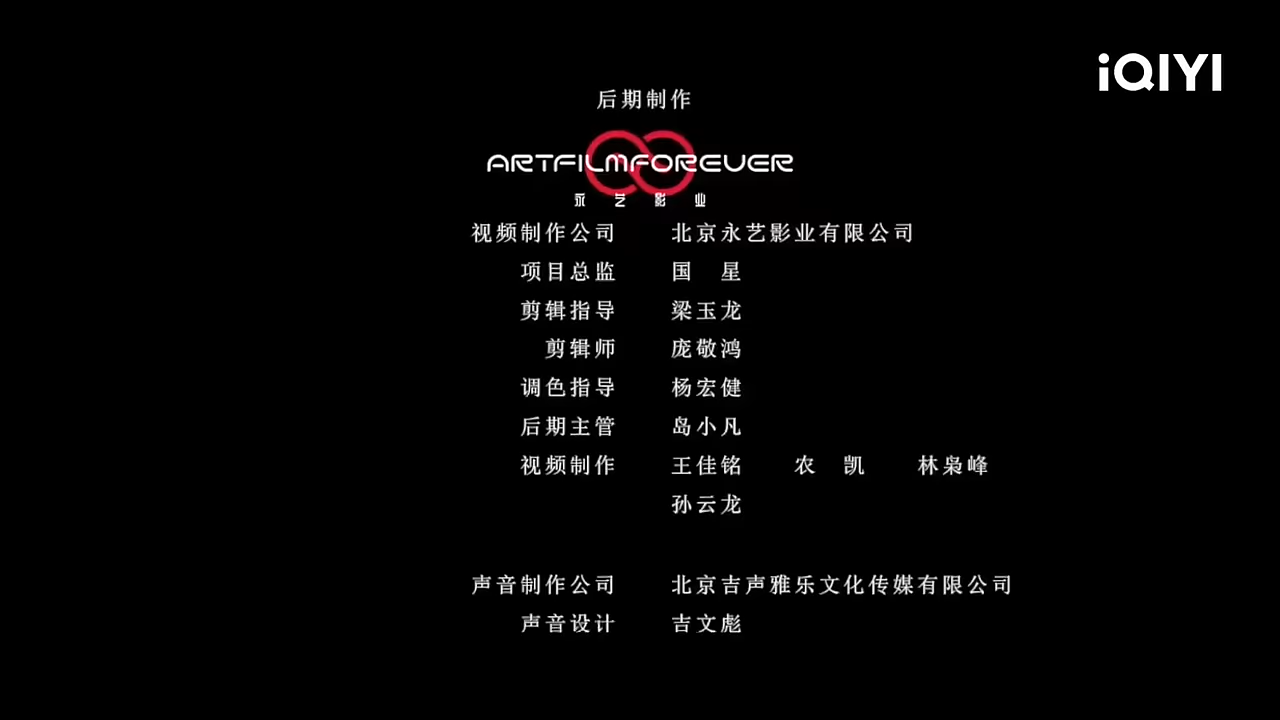 iQIYI
后期制作
ARTFILMFOREVER
永艺影业
视频制作公司 北京永艺影业有限公司
项目总监 国 星
剪辑指导 梁玉龙
剪辑师 庞敬鸿
调色指导 杨宏健
后期主管 岛小凡
视频制作 王佳铭 农 凯 林枭峰
孙云龙
声音制作公司 北京吉声雅乐文化传媒有限公司
声音设计 吉文彪